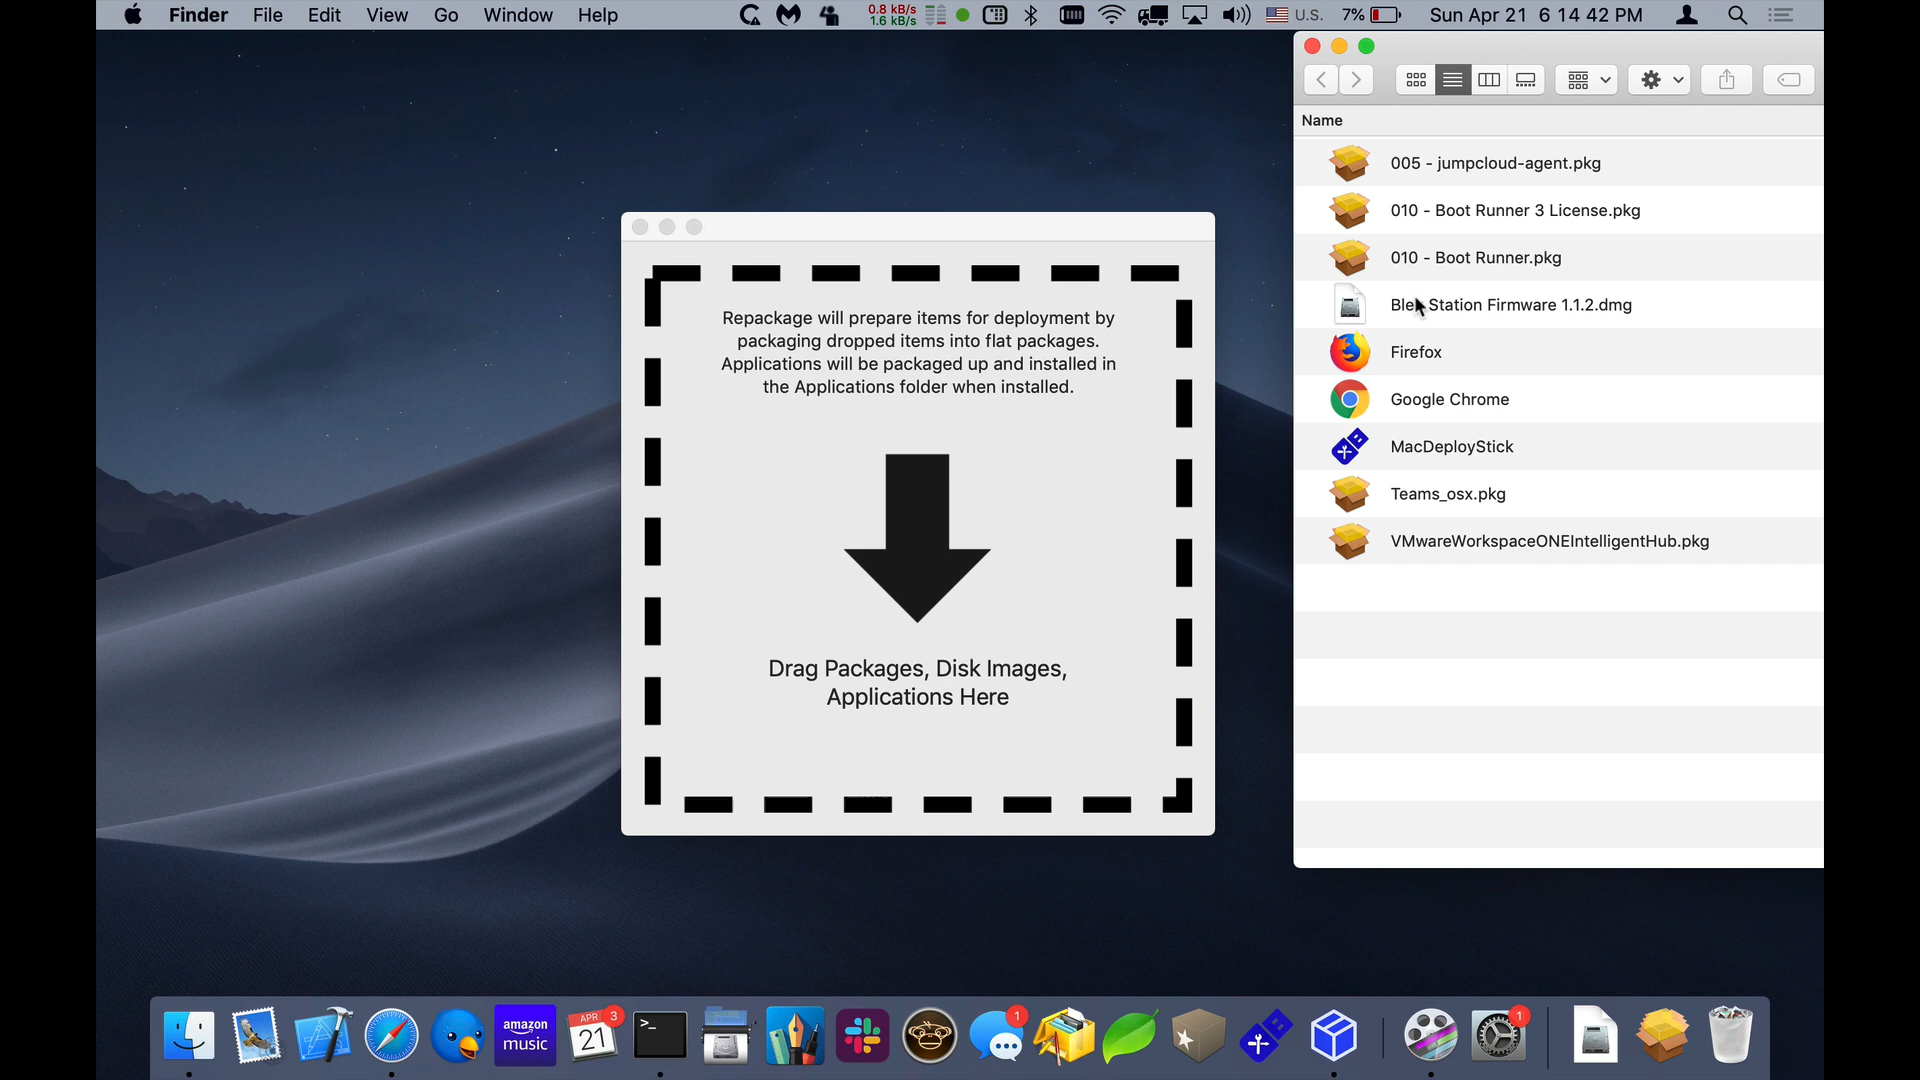 Finder File Edit View Go Window Help 0.8 kB/s U.S. 7% Sun Apr 21 6 14 42 PM
1.6 kB/s
Name
005 - jumpcloud-agent.pkg
010 - Boot Runner 3 License.pkg
010 - Boot Runner.pkg
Station Firmware 1.1.2.dmg
Firefox
Google Chrome
MacDeployStick
Teams_osx.pkg
VMwareWorkspaceONEIntelligentHub.pkg
Repackage will prepare items for deployment by
packaging dropped items into flat packages.
Applications will be packaged up and installed in
the Applications folder when installed.
Drag Packages, Disk Images,
Applications Here
amazon
music
APR 3
21
>_
1
1